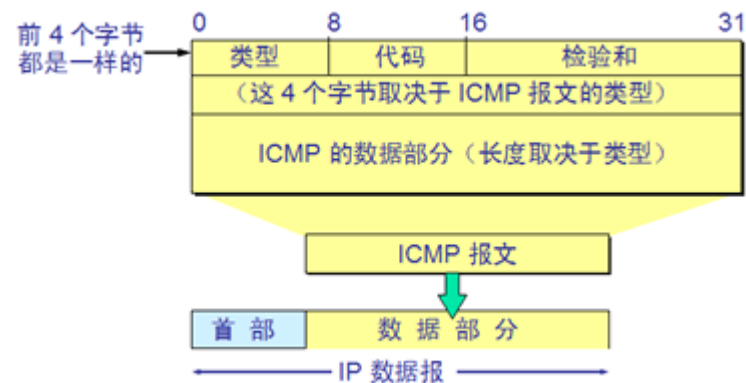 0 8 16 31
前 4 个字节
都是一样的
类型 代码 检验和
（这 4 个字节取决于 ICMP 报文的类型）
ICMP 的数据部分（长度取决于类型）
ICMP 报文
首 部 数 据 部 分
IP 数据报